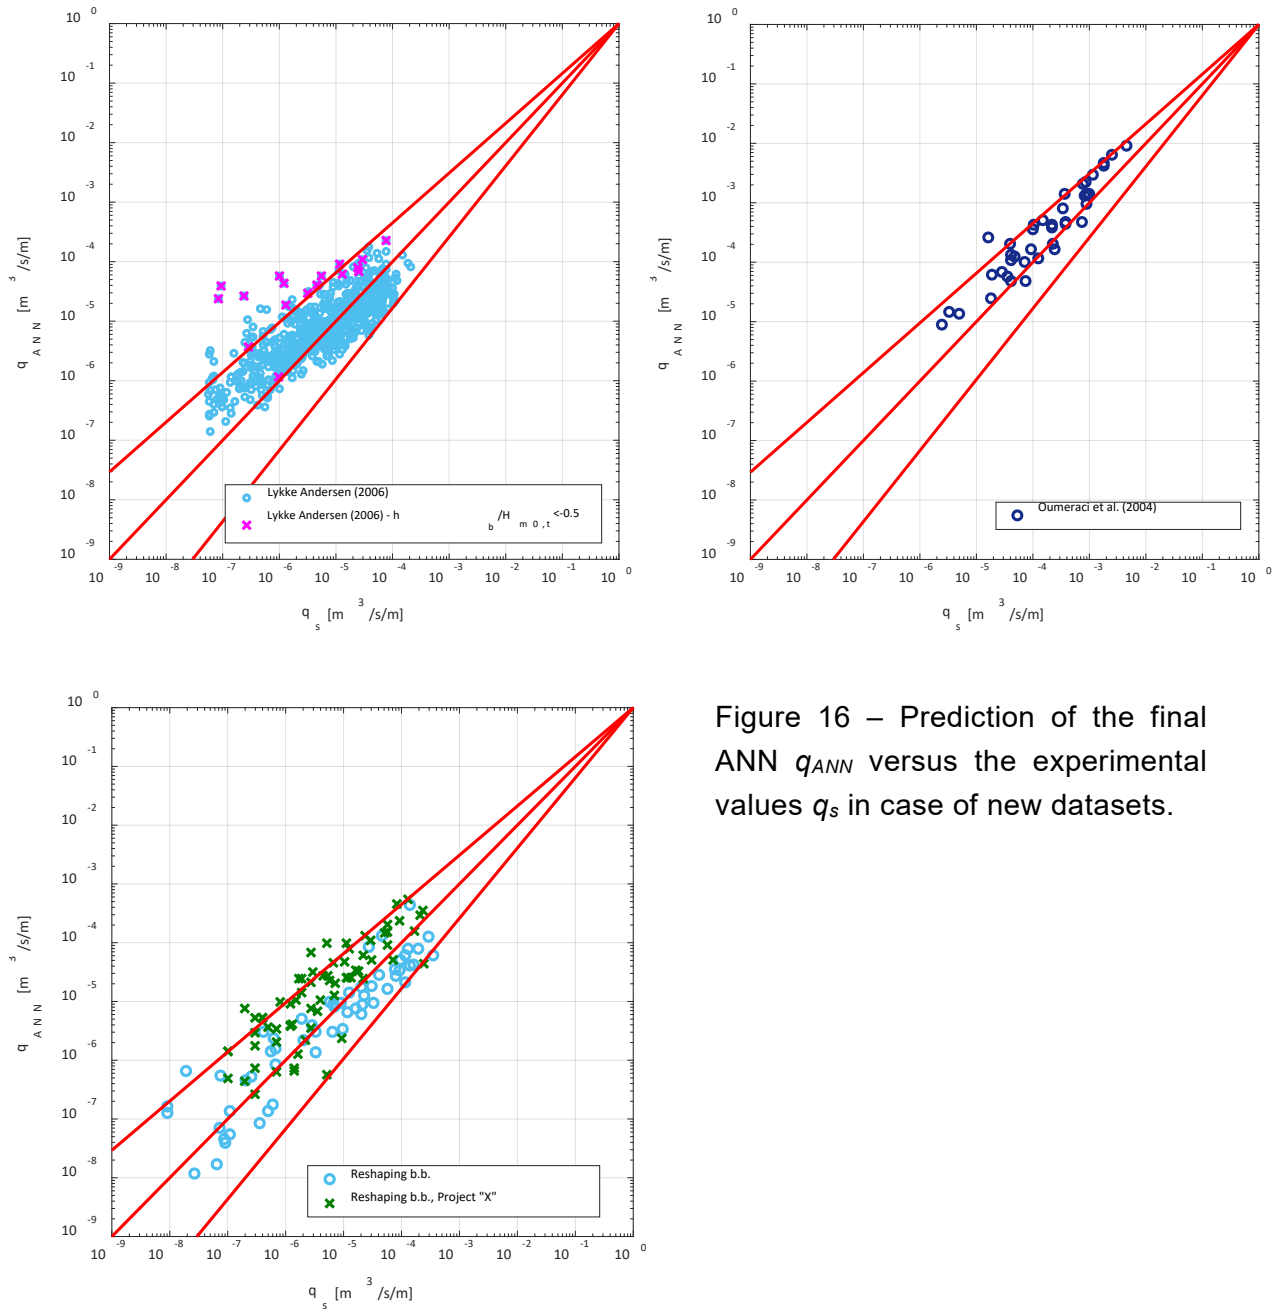 10 0
10 -1
10 -2
10 -3
10 -4
10 -5
10 -6
10 -7
10 -8
10 -9
q ANN [m 3 /s/m]
Lykke Andersen (2006)
Lykke Andersen (2006) - h b /H m0,t <-0.5
10 -9 10 -8 10 -7 10 -6 10 -5 10 -4 10 -3 10 -2 10 -1 10 0
q s [m 3 /s/m]
10 0
10 -1
10 -2
10 -3
10 -4
10 -5
10 -6
10 -7
10 -8
10 -9
q ANN [m 3 /s/m]
Oumeraci et al. (2004)
10 -9 10 -8 10 -7 10 -6 10 -5 10 -4 10 -3 10 -2 10 -1 10 0
q s [m 3 /s/m]
10 0
10 -1
10 -2
10 -3
10 -4
10 -5
10 -6
10 -7
10 -8
10 -9
q ANN [m 3 /s/m]
Reshaping b.b.
Reshaping b.b., Project "X"
10 -9 10 -8 10 -7 10 -6 10 -5 10 -4 10 -3 10 -2 10 -1 10 0
q s [m 3 /s/m]
Figure 16 – Prediction of the final
ANN qANN versus the experimental
values qs in case of new datasets.